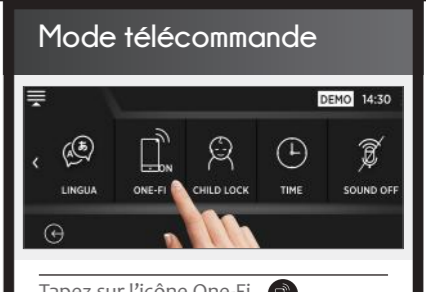 Mode télécommande
DEMO 14:30
LINGUA ONE-FI CHILD LOCK TIME SOUND OFF
ON
Tapez sur l'icône One-Fi